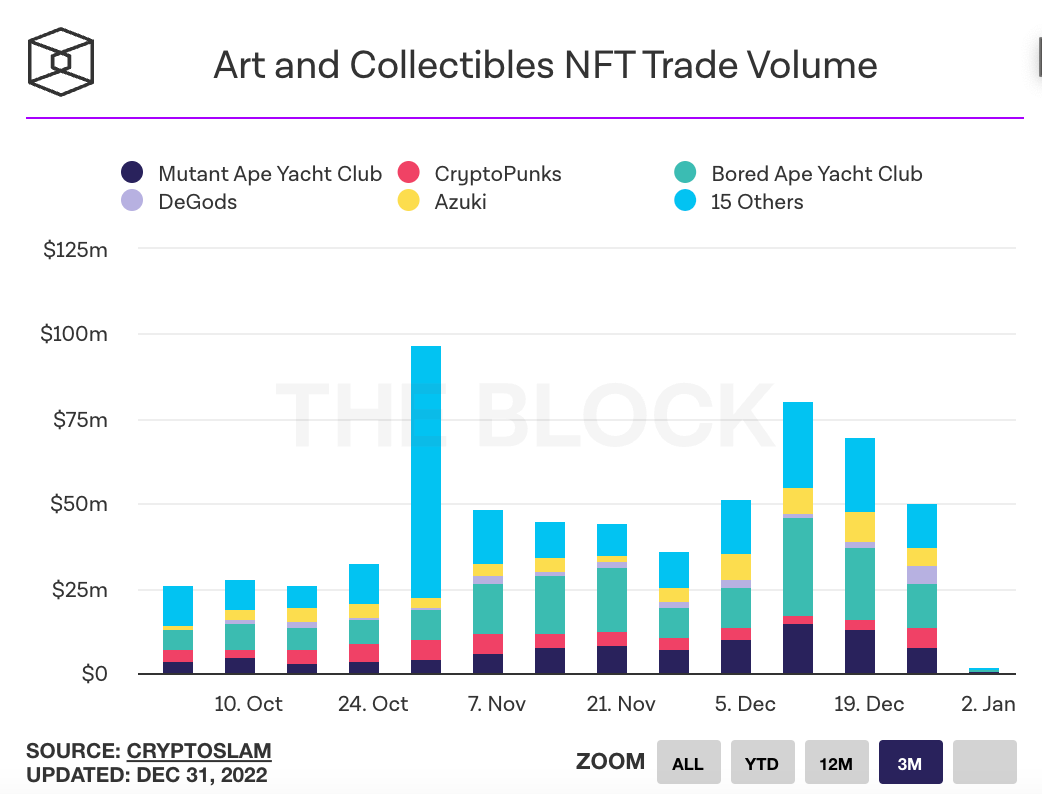 Art and Collectibles NFT Trade Volume
Mutant Ape Yacht Club CryptoPunks Bored Ape Yacht Club
DeGods Azuki 15 Others
$125m
$100m
$75m
$50m
$25m
$0
THE BLOCK
10. Oct 24. Oct 7. Nov 21. Nov 5. Dec 19. Dec 2. Jan
SOURCE: CRYPTOSLAM
UPDATED: DEC 31, 2022
ZOOM ALL YTD 12M 3M